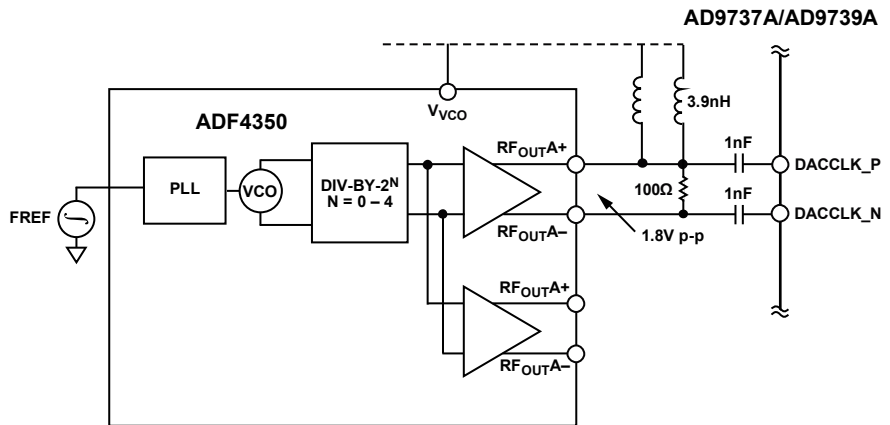 AD9737A/AD9739A
VVCO
3.9nH
ADF4350
1nF
RFOUTA+
DACCLK_P
PLL
VCO
DIV-BY-2N
N = 0 – 4
100Ω
1nF
FREF
RFOUTA–
DACCLK_N
1.8V p-p
RFOUTA+
RFOUTA–